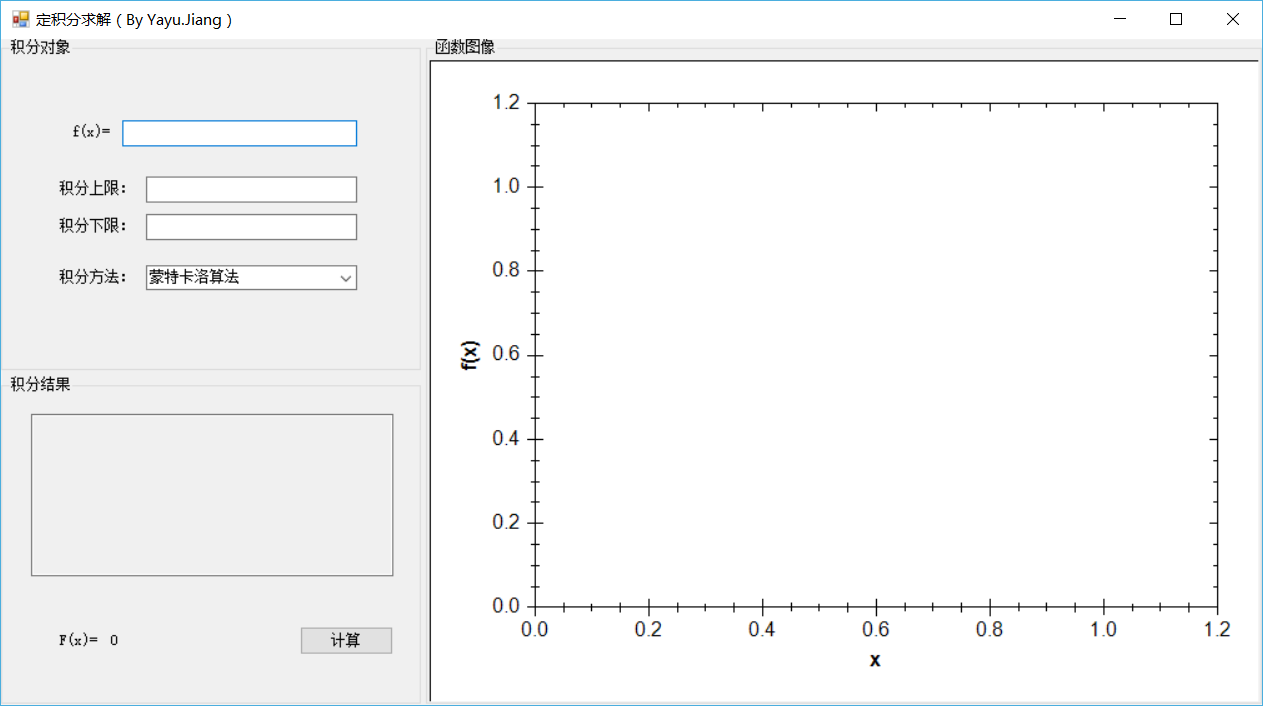 定积分求解（By Yayu.Jiang）
积分对象
f(x)=
积分上限：
积分下限：
积分方法：
蒙特卡洛算法
积分结果
F(x)= 0
计算
函数图像
1.2
1.0
0.8
0.6
0.4
0.2
0.0
f(x)
0.0 0.2 0.4 0.6 0.8 1.0 1.2
x